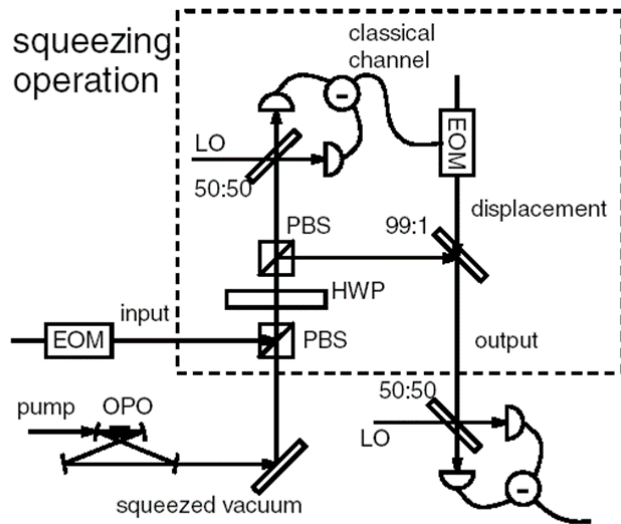 squeezing
operation
classical
channel
-
LO
50:50
EOM
displacement
PBS
99:1
HWP
input
EOM
PBS
output
pump
OPO
50:50
LO
squeezed vacuum
-